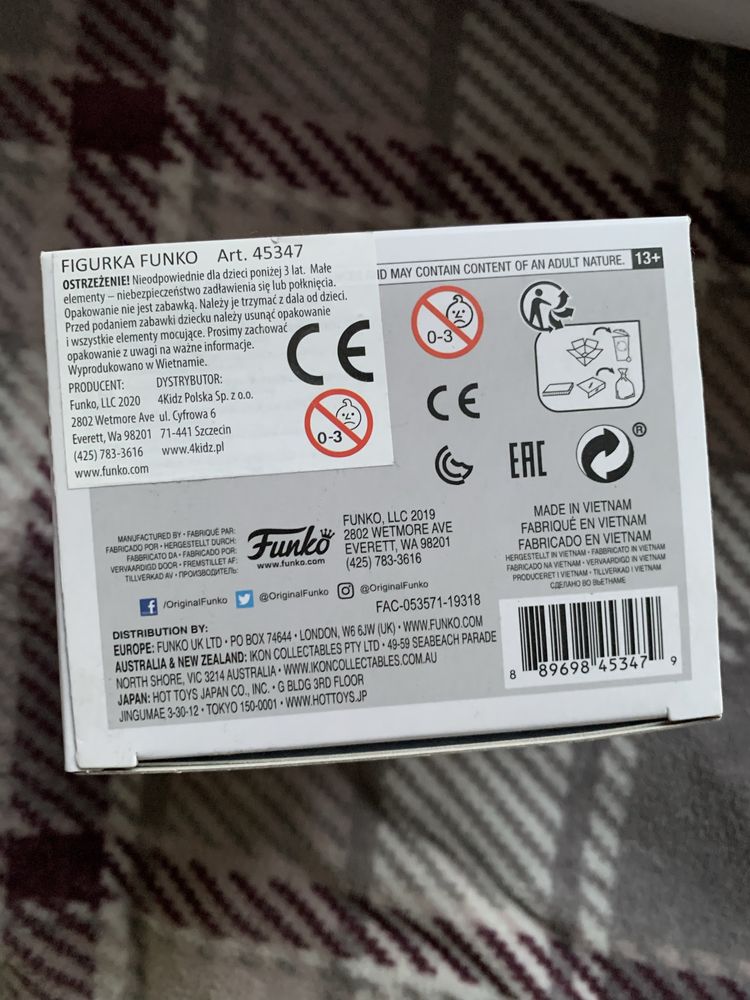 FIGURKA FUNKO Art. 45347
OSTRZEŻENIE! Nieodpowiednie dla dzieci poniżej 3 lat. Małe
elementy – niebezpieczeństwo zadławienia się lub połknięcia.
Opakowanie nie jest zabawką. Należy je trzymać z dala od dzieci.
Przed podaniem zabawki dziecku należy usunąć opakowanie
i wszystkie elementy mocujące. Prosimy zachować
opakowanie z uwagi na ważne informacje.
Wyprodukowano w Wietnamie.
PRODUCENT: DYSTRYBUTOR:
Funko, LLC 2020 4Kidz Polska Sp. z o.o.
2802 Wetmore Ave ul. Cyfrowa 6
Everett, Wa 98201 71-441 Szczecin
(425) 783-3616 www.4kidz.pl
www.funko.com
CE
0-3
MAY CONTAIN CONTENT OF AN ADULT NATURE. 13+
0-3
CE
EAC
®
MANUFACTURED BY • FABRIQUÉ PAR:
FABRICADO POR • HERGESTELLT DURCH:
FABBRICATO DA • FABRICADO POR:
VERVAARDIGD DOOR • FREMSTILLET AF:
TILLVERKAD AV • ПРОИЗВОДИТЕЛЬ:
Funko
www.funko.com
FUNKO, LLC 2019
2802 WETMORE AVE
EVERETT, WA 98201
(425) 783-3616
MADE IN VIETNAM
FABRIQUÉ EN VIETNAM
FABRICADO EN VIETNAM
HERGESTELLT IN VIETNAM • FABBRICATO IN VIETNAM
FABRICADO NA VIETNAM • VERVAARDIGD IN VIETNAM
PRODUCERET I VIETNAM • TILLVERKAD I VIETNAM
СДЕЛАНО ВО ВЬЕТНАМЕ
/OriginalFunko @OriginalFunko @OriginalFunko
FAC-053571-19318
DISTRIBUTION BY:
EUROPE: FUNKO UK LTD • PO BOX 74644 • LONDON, W6 6JW (UK) • WWW.FUNKO.COM
AUSTRALIA & NEW ZEALAND: IKON COLLECTABLES PTY LTD • 49-59 SEABEACH PARADE
NORTH SHORE, VIC 3214 AUSTRALIA • WWW.IKONCOLLECTABLES.COM.AU
JAPAN: HOT TOYS JAPAN CO., INC. • G BLDG 3RD FLOOR
JINGUMAE 3-30-12 • TOKYO 150-0001 • WWW.HOTTOYS.JP
8 89698 45347 9